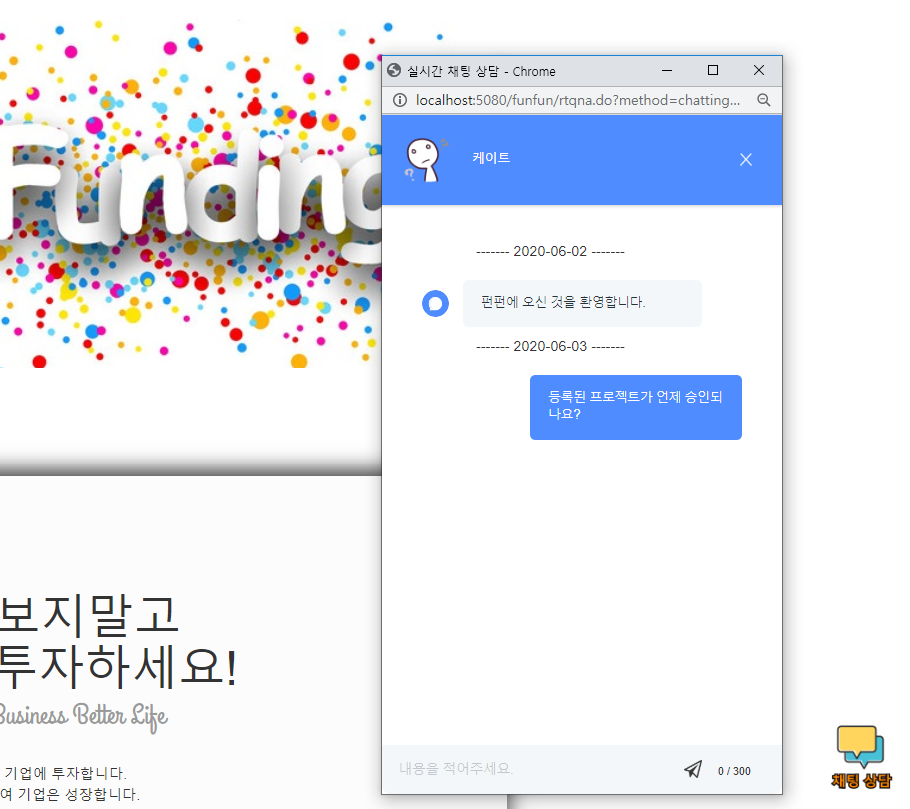 Funding
보지말고
투자하세요!
Business Better Life
기업에 투자합니다.
여 기업은 성장합니다.
실시간 채팅 상담 - Chrome
localhost:5080/funfun/rtqna.do?method=chatting...
케이트
------- 2020-06-02 -------
펀펀에 오신 것을 환영합니다.
------- 2020-06-03 -------
등록된 프로젝트가 언제 승인되
나요?
내용을 적어주세요.
0 / 300
채팅 상담